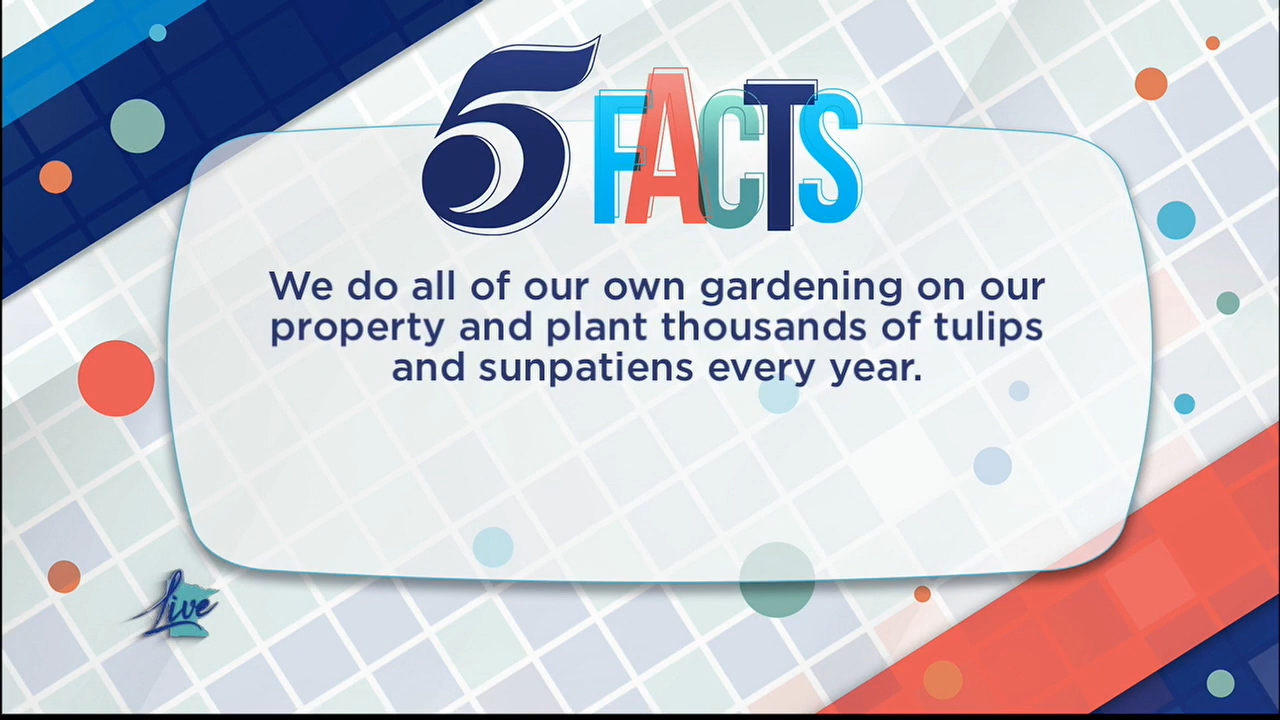 5 FACTS
We do all of our own gardening on our
property and plant thousands of tulips
and sunpatiens every year.
Live